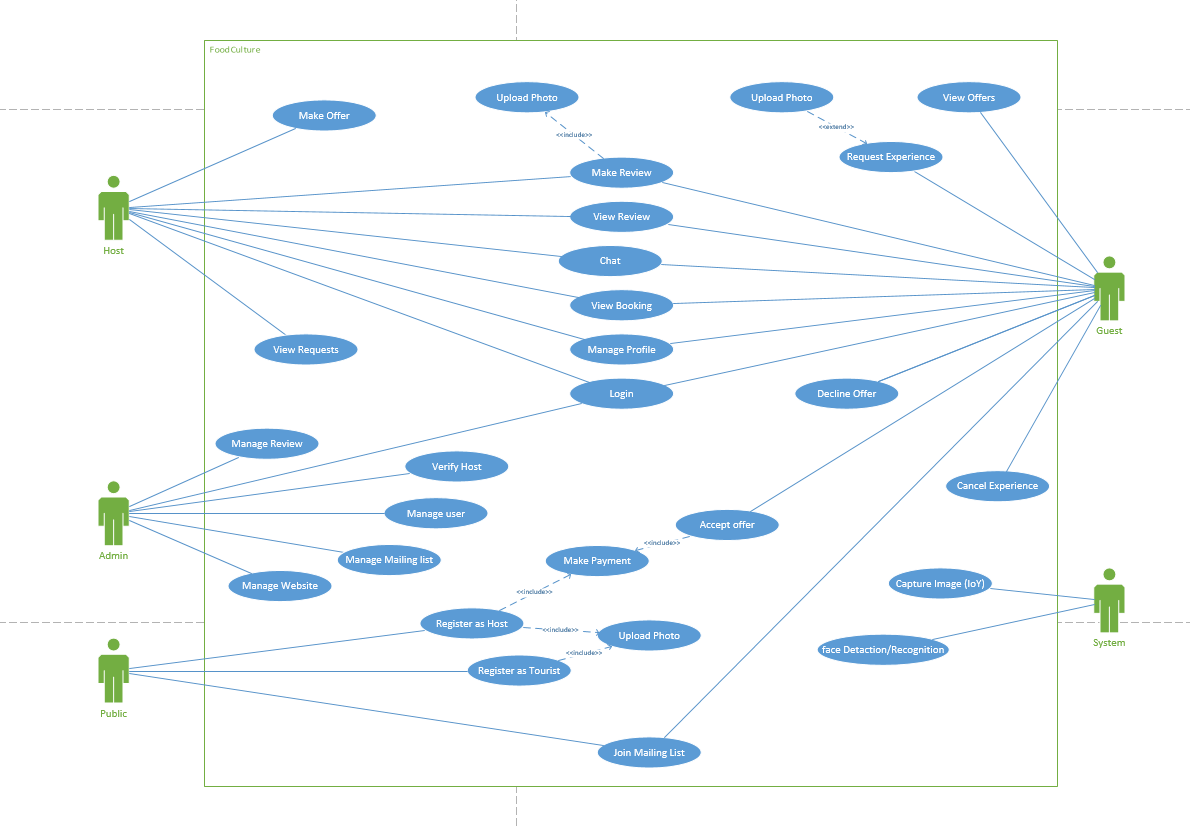 FoodCulture
Upload Photo
Upload Photo
View Offers
Make Offer
<<include>>
<<extend>>
Request Experience
Make Review
View Review
Host
Chat
View Booking
Guest
View Requests
Manage Profile
Login
Decline Offer
Manage Review
Verify Host
Cancel Experience
Manage user
Accept offer
<<include>>
Admin
Manage Mailing list
Make Payment
Manage Website
Capture Image (IoY)
<<include>>
Register as Host
<<include>>
Upload Photo
System
face Detaction/Recognition
<<include>>
Register as Tourist
Public
Join Mailing List